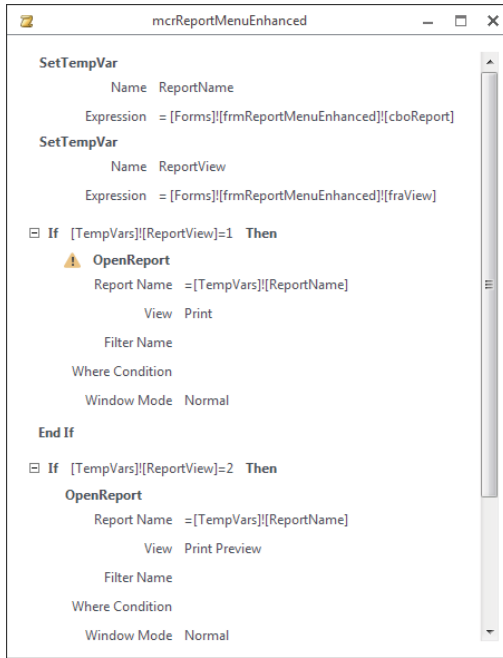 mcrReportMenuEnhanced
SetTempVar
Name ReportName
Expression = [Forms]![frmReportMenuEnhanced]![cboReport]
SetTempVar
Name ReportView
Expression = [Forms]![frmReportMenuEnhanced]![fraView]
If [TempVars]![ReportView]=1 Then
OpenReport
Report Name =[TempVars]![ReportName]
View Print
Filter Name
Where Condition
Window Mode Normal
End If
If [TempVars]![ReportView]=2 Then
OpenReport
Report Name =[TempVars]![ReportName]
View Print Preview
Filter Name
Where Condition
Window Mode Normal